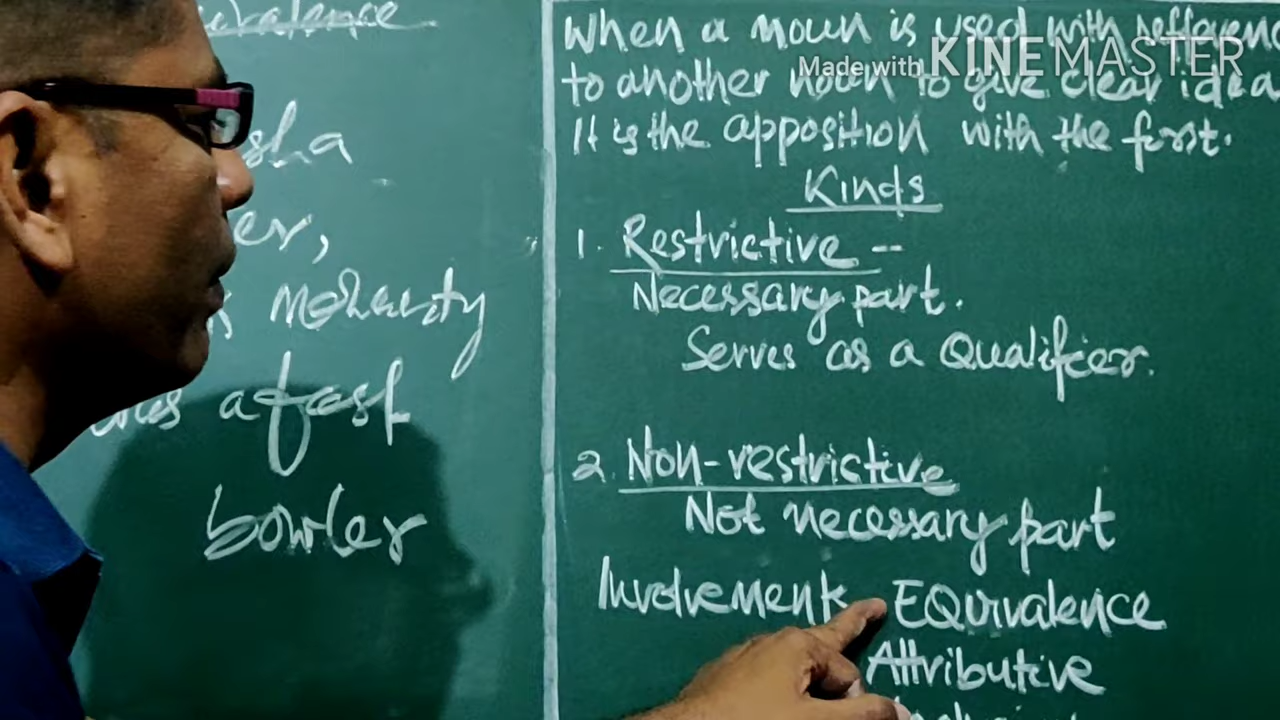 When a noun is used with refference
to another noun to give clear idea
It is the apposition with the first.
Made with KINEMASTER
Kinds
1. Restrictive --
Necessary part.
Serves as a Qualifier.
2. Non-restrictive
Not necessary part
Involvement EQuivalence
Attributive
valence
sha
er,
Mohanty
a fast
bowler